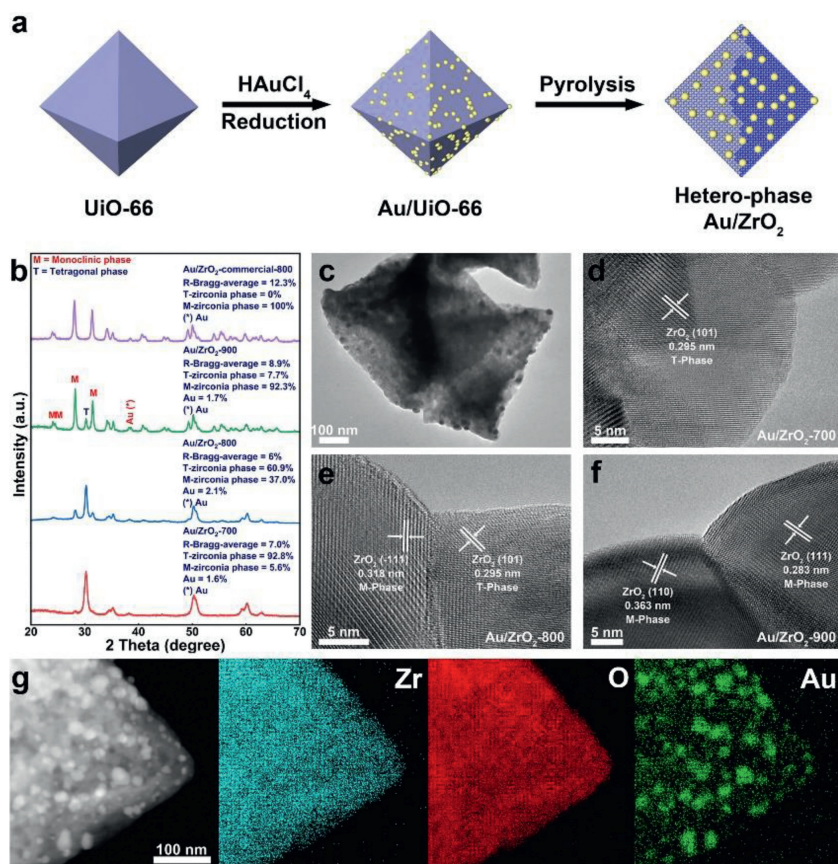 a
HAuCl4
Reduction
Pyrolysis
UiO-66
Au/UiO-66
Hetero-phase
Au/ZrO2
b
M = Monoclinic phase
T = Tetragonal phase
Au/ZrO2-commercial-800
R-Bragg-average = 12.3%
T-zirconia phase = 0%
M-zirconia phase = 100%
(*) Au
Au/ZrO2-900
R-Bragg-average = 8.9%
T-zirconia phase = 7.7%
M-zirconia phase = 92.3%
Au = 1.7%
(*) Au
MM
M
T
M
Au (*)
Au/ZrO2-800
R-Bragg-average = 6%
T-zirconia phase = 60.9%
M-zirconia phase = 37.0%
Au = 2.1%
(*) Au
Au/ZrO2-700
R-Bragg-average = 7.0%
T-zirconia phase = 92.8%
M-zirconia phase = 5.6%
Au = 1.6%
(*) Au
Intensity (a.u.)
20 30 40 50 60 70
2 Theta (degree)
c
100 nm
d
ZrO2 (101)
0.295 nm
T-Phase
5 nm
Au/ZrO2-700
e
ZrO2 (-111)
0.318 nm
M-Phase
ZrO2 (101)
0.295 nm
T-Phase
5 nm
Au/ZrO2-800
f
ZrO2 (110)
0.363 nm
M-Phase
ZrO2 (111)
0.283 nm
M-Phase
5 nm
Au/ZrO2-900
g
100 nm
Zr
O
Au